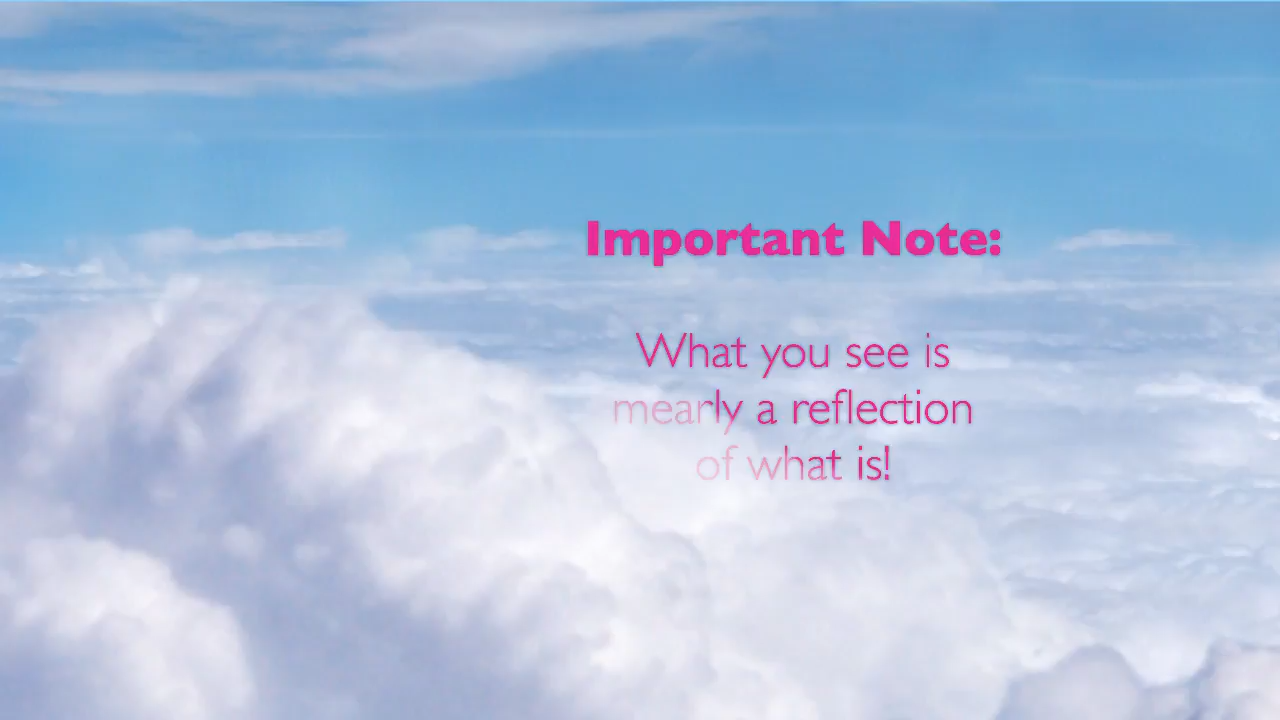 Important Note:
What you see is
mearly a reflection
of what is!